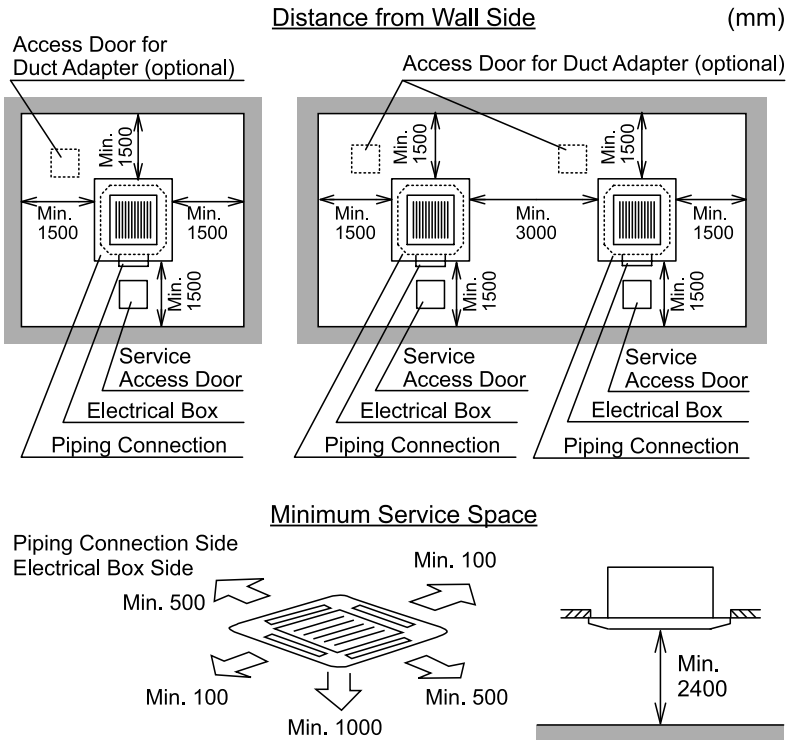 Distance from Wall Side
(mm)
Access Door for
Duct Adapter (optional)
Access Door for Duct Adapter (optional)
Min.
1500
Min.
1500
Min.
1500
Min.
1500
Min.
1500
Min.
1500
Min.
3000
Min.
1500
Min.
1500
Min.
1500
Min.
1500
Service
Access Door
Electrical Box
Piping Connection
Service
Access Door
Electrical Box
Piping Connection
Service
Access Door
Electrical Box
Piping Connection
Minimum Service Space
Piping Connection Side
Electrical Box Side
Min. 500
Min. 100
Min. 100
Min. 1000
Min. 500
Min.
2400